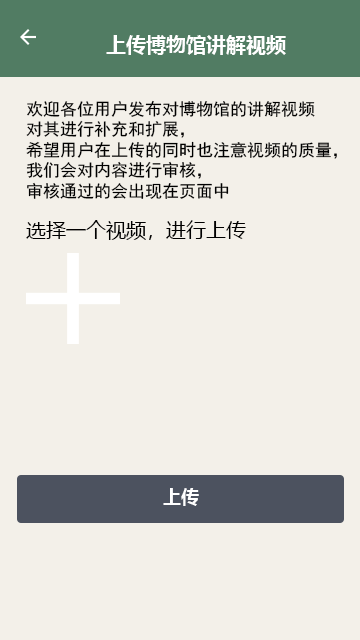 上传博物馆讲解视频
欢迎各位用户发布对博物馆的讲解视频
对其进行补充和扩展，
希望用户在上传的同时也注意视频的质量，
我们会对内容进行审核，
审核通过的会出现在页面中
选择一个视频，进行上传
上传